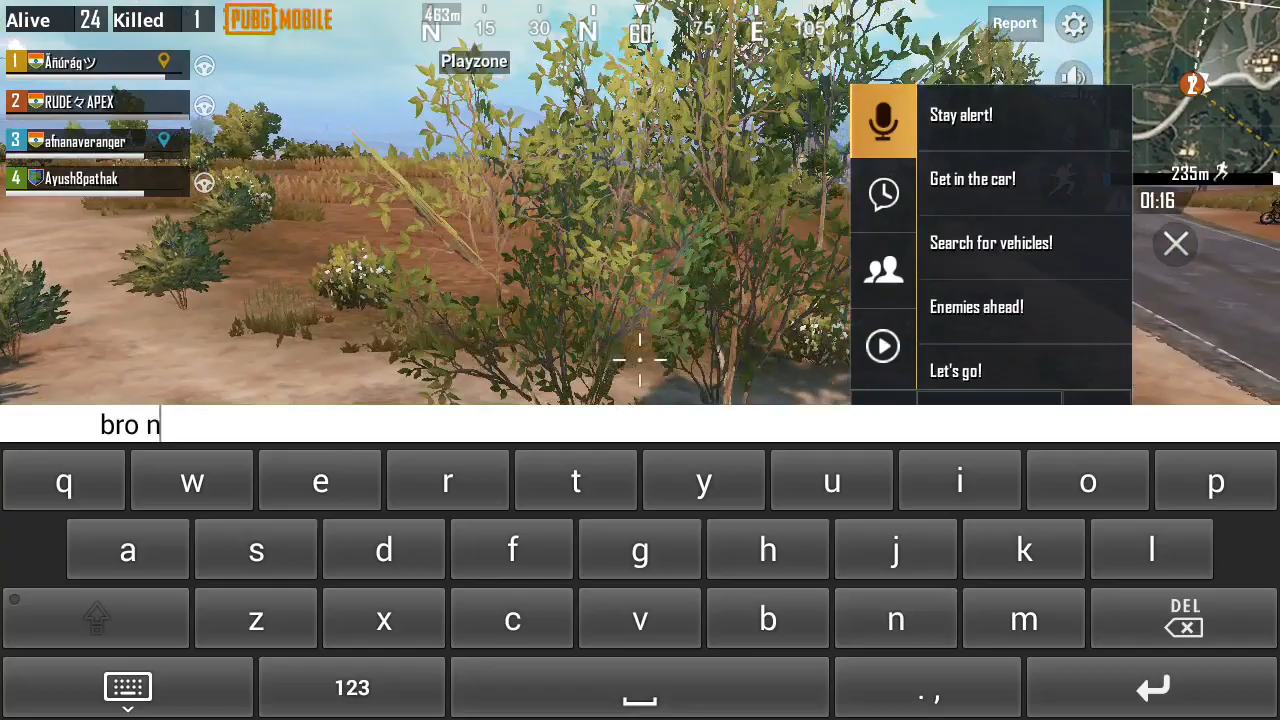 Alive 24 Killed 1 PUBG MOBILE
463m
N 15 30 N 60 75 E 105
Playzone
Report
1 Ãñúrágツ
2 RUDE々APEX
3 afnanaveranger
4 Ayush8pathak
2
235m
01:16
Stay alert!
Get in the car!
Search for vehicles!
Enemies ahead!
Let's go!
bro n
q w e r t y u i o p
a s d f g h j k l
z x c v b n m DEL
123 . ,